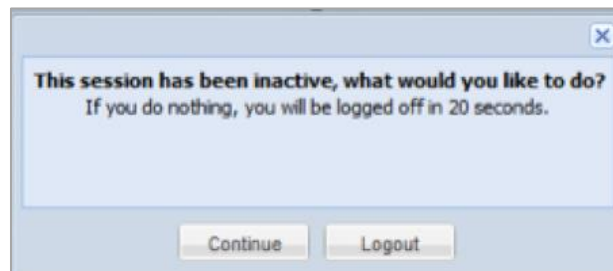 This session has been inactive, what would you like to do?
If you do nothing, you will be logged off in 20 seconds.
Continue
Logout